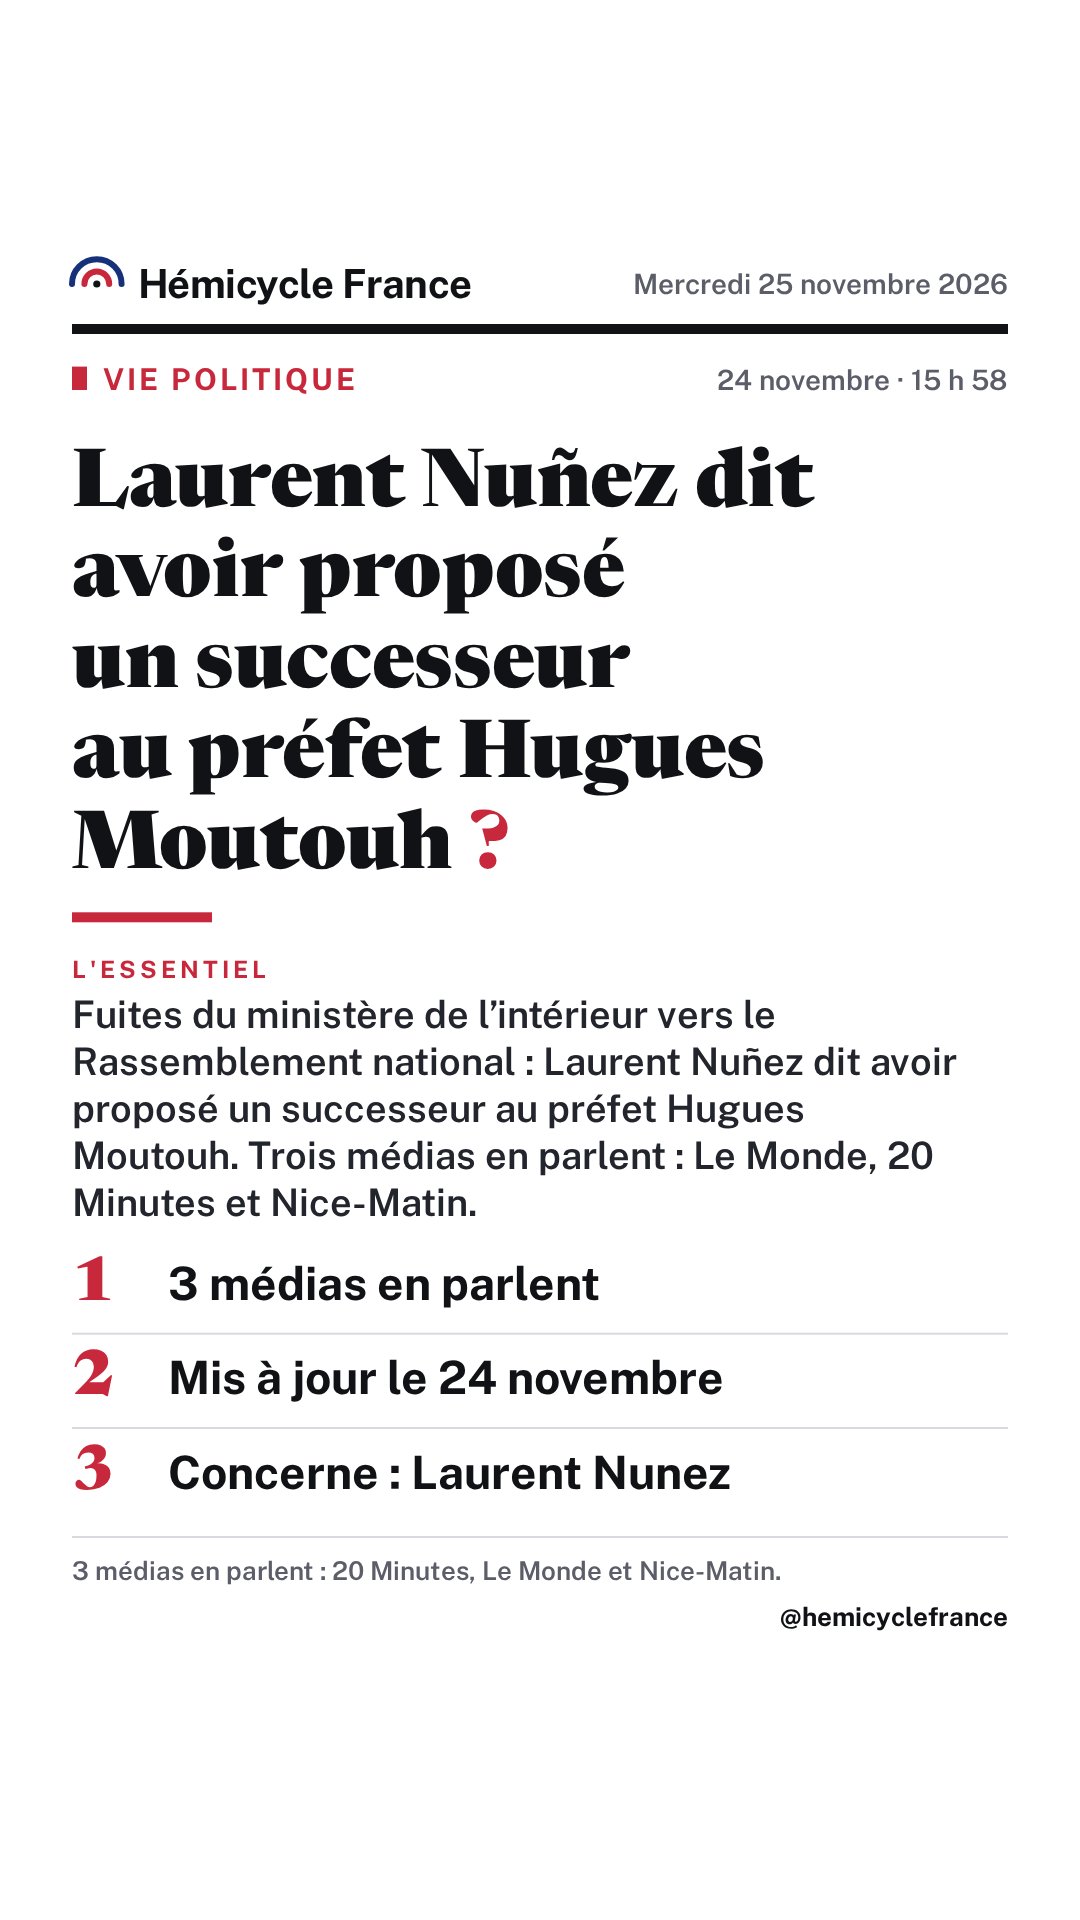 Hémicycle France
Mercredi 25 novembre 2026
VIE POLITIQUE
24 novembre · 15 h 58
Laurent Nuñez dit
avoir proposé
un successeur
au préfet Hugues
Moutouh ?
L'ESSENTIEL
Fuites du ministère de l’intérieur vers le
Rassemblement national : Laurent Nuñez dit avoir
proposé un successeur au préfet Hugues
Moutouh. Trois médias en parlent : Le Monde, 20
Minutes et Nice-Matin.
1 3 médias en parlent
2 Mis à jour le 24 novembre
3 Concerne : Laurent Nunez
3 médias en parlent : 20 Minutes, Le Monde et Nice-Matin.
@hemicyclefrance